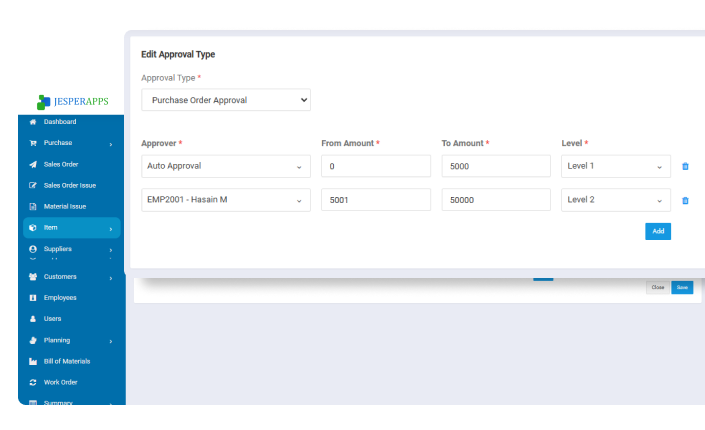 Edit Approval Type
Approval Type *
Purchase Order Approval
Approver * From Amount * To Amount * Level *
Auto Approval 0 5000 Level 1
EMP2001 - Hasain M 5001 50000 Level 2
Add
Close Save
JESPERAPPS
Dashboard
Purchase
Sales Order
Sales Order Issue
Material Issue
Item
Suppliers
Customers
Employees
Users
Planning
Bill of Materials
Work Order
Summary